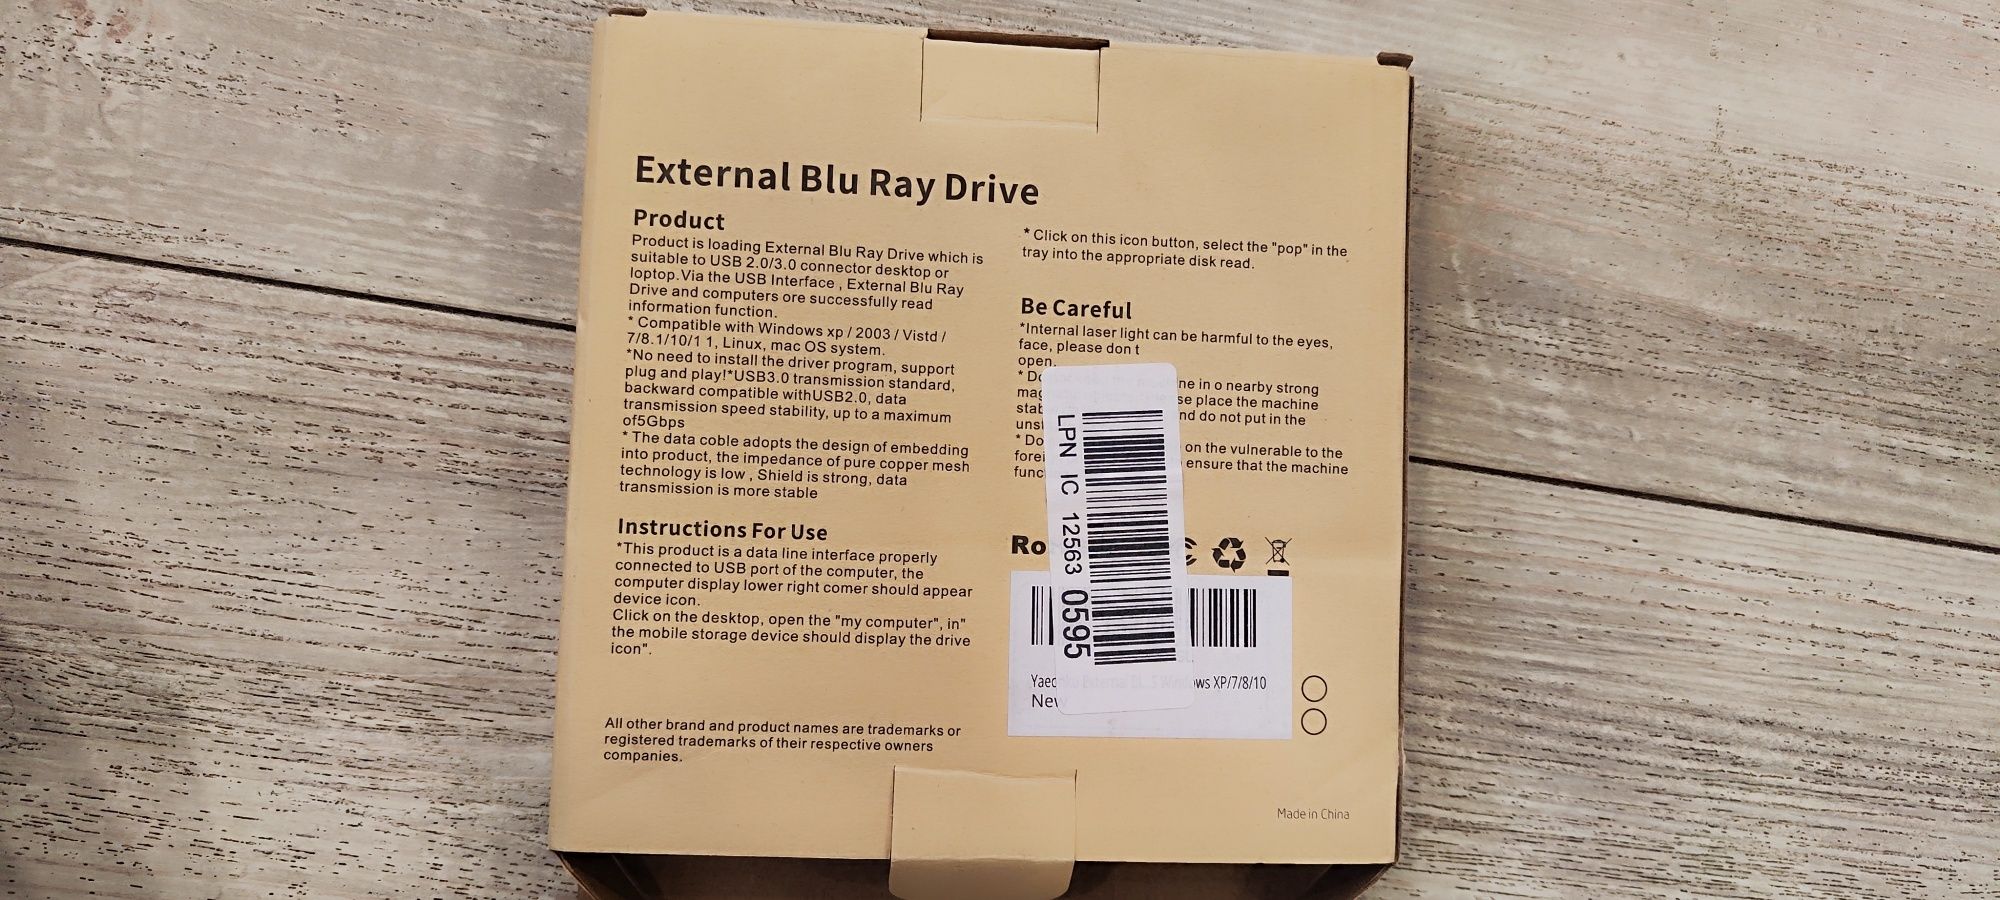 External Blu Ray Drive
Product
Product is loading External Blu Ray Drive which is
suitable to USB 2.0/3.0 connector desktop or
loptop.Via the USB Interface , External Blu Ray
Drive and computers ore successfully read
information function.
* Compatible with Windows xp / 2003 / Vistd /
7/8.1/10/1 1, Linux, mac OS system.
*No need to install the driver program, support
plug and play!*USB3.0 transmission standard,
backward compatible withUSB2.0, data
transmission speed stability, up to a maximum
of5Gbps
* The data coble adopts the design of embedding
into product, the impedance of pure copper mesh
technology is low , Shield is strong, data
transmission is more stable
Instructions For Use
*This product is a data line interface properly
connected to USB port of the computer, the
computer display lower right comer should appear
device icon.
Click on the desktop, open the "my computer", in"
the mobile storage device should display the drive
icon".
All other brand and product names are trademarks or
registered trademarks of their respective owners
companies.
* Click on this icon button, select the "pop" in the
tray into the appropriate disk read.
Be Careful
*Internal laser light can be harmful to the eyes,
face, please don t
open.
* Do in o nearby strong
place the machine
and do not put in the
* Do on the vulnerable to the
ensure that the machine
LPN IC 12563 0595
XP/7/8/10
New
Made in China